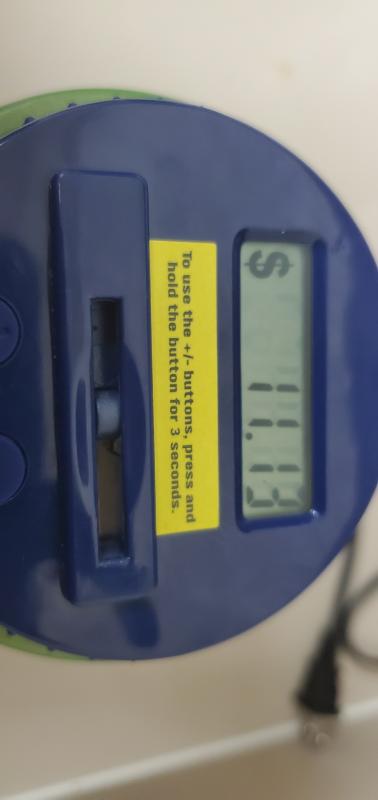 To use the +/- buttons, press and
hold the button for 3 seconds.
$